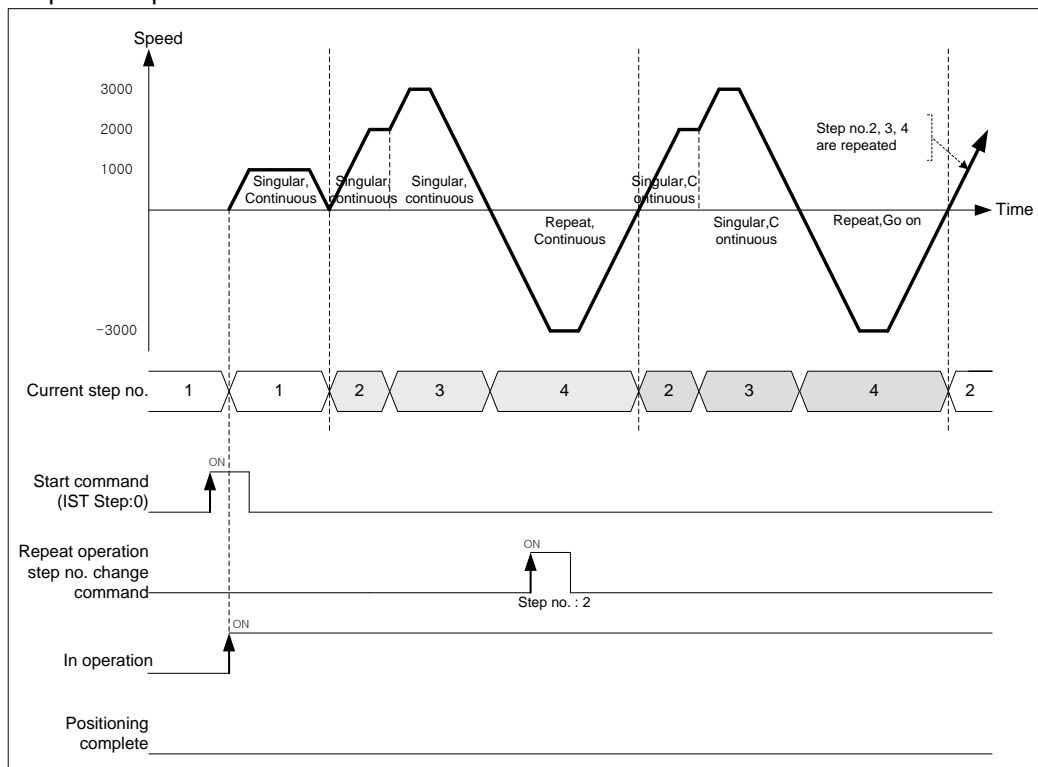 Speed
3000
2000
1000
-3000
Singular,
Continuous
Singular,
continuous
Singular,
continuous
Repeat,
Continuous
Singular,C
ontinuous
Singular,C
ontinuous
Repeat,Go on
Step no.2, 3, 4
are repeated
Time
Current step no.
1
1
2
3
4
2
3
4
2
Start command
(IST Step:0)
ON
Repeat operation
step no. change
command
ON
Step no. : 2
In operation
ON
Positioning
complete